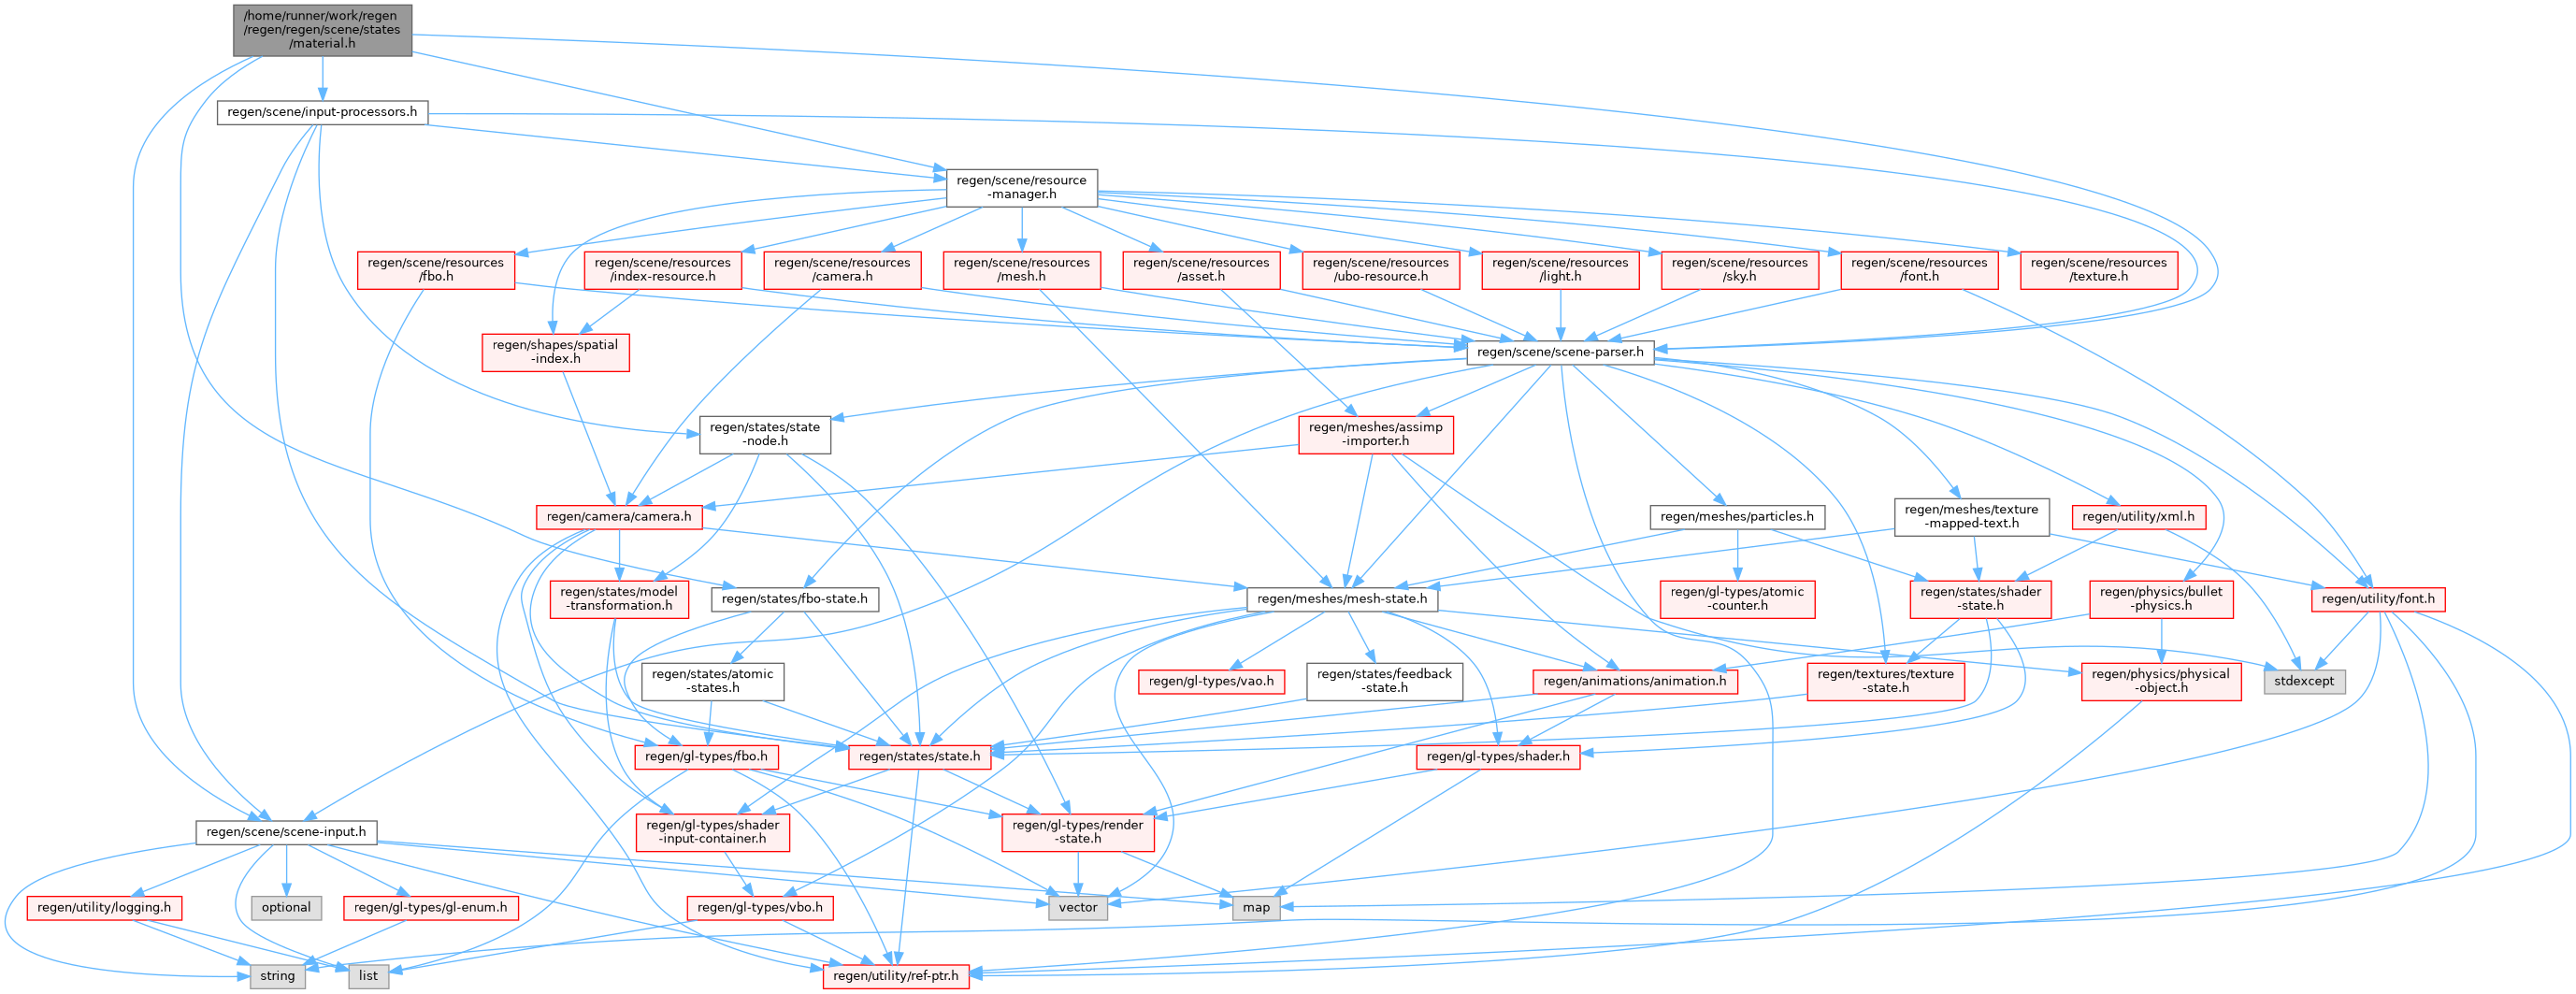 /home/runner/work/regen
/regen/regen/scene/states
/material.h
regen/scene/input-processors.h
regen/scene/resource
-manager.h
regen/scene/resources
/fbo.h
regen/scene/resources
/index-resource.h
regen/scene/resources
/camera.h
regen/scene/resources
/mesh.h
regen/scene/resources
/asset.h
regen/scene/resources
/ubo-resource.h
regen/scene/resources
/light.h
regen/scene/resources
/sky.h
regen/scene/resources
/font.h
regen/scene/resources
/texture.h
regen/shapes/spatial
-index.h
regen/scene/scene-parser.h
regen/states/state
-node.h
regen/meshes/assimp
-importer.h
regen/camera/camera.h
regen/meshes/particles.h
regen/meshes/texture
-mapped-text.h
regen/utility/xml.h
regen/states/model
-transformation.h
regen/states/fbo-state.h
regen/meshes/mesh-state.h
regen/gl-types/atomic
-counter.h
regen/states/shader
-state.h
regen/physics/bullet
-physics.h
regen/utility/font.h
regen/states/atomic
-states.h
regen/gl-types/vao.h
regen/states/feedback
-state.h
regen/animations/animation.h
regen/textures/texture
-state.h
regen/physics/physical
-object.h
stdexcept
regen/gl-types/fbo.h
regen/states/state.h
regen/gl-types/shader.h
regen/scene/scene-input.h
regen/gl-types/shader
-input-container.h
regen/gl-types/render
-state.h
regen/utility/logging.h
optional
regen/gl-types/gl-enum.h
regen/gl-types/vbo.h
vector
map
string
list
regen/utility/ref-ptr.h